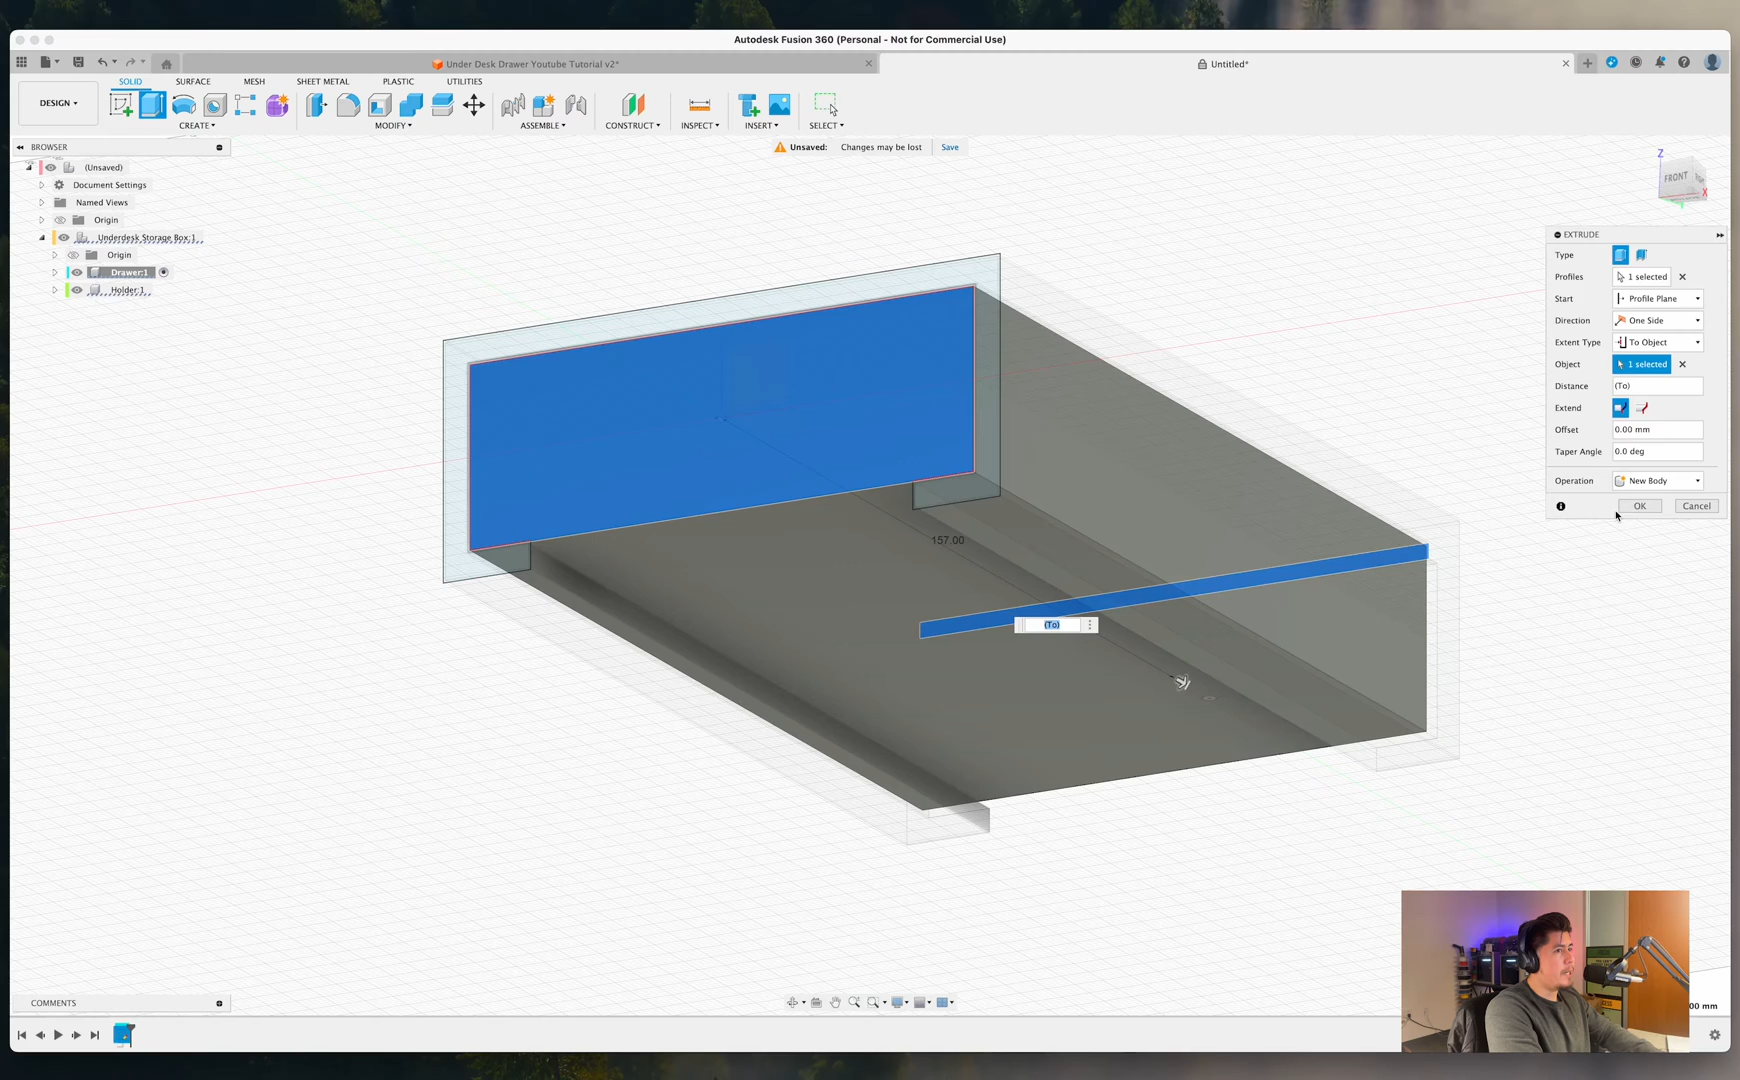 Autodesk Fusion 360 (Personal - Not for Commercial Use)
Under Desk Drawer Youtube Tutorial v2*
Untitled*
SOLID
SURFACE
MESH
SHEET METAL
PLASTIC
UTILITIES
DESIGN
CREATE
MODIFY
ASSEMBLE
CONSTRUCT
INSPECT
INSERT
SELECT
BROWSER
Unsaved: Changes may be lost Save
(Unsaved)
Document Settings
Named Views
Origin
Underdesk Storage Box:1
Origin
Drawer:1
Holder:1
Z
FRONT
X
EXTRUDE
Type
Profiles 1 selected
Start Profile Plane
Direction One Side
Extent Type To Object
Object 1 selected
Distance (To)
Extend
Offset 0.00 mm
Taper Angle 0.0 deg
Operation New Body
OK Cancel
157.00
(To)
COMMENTS
00 mm